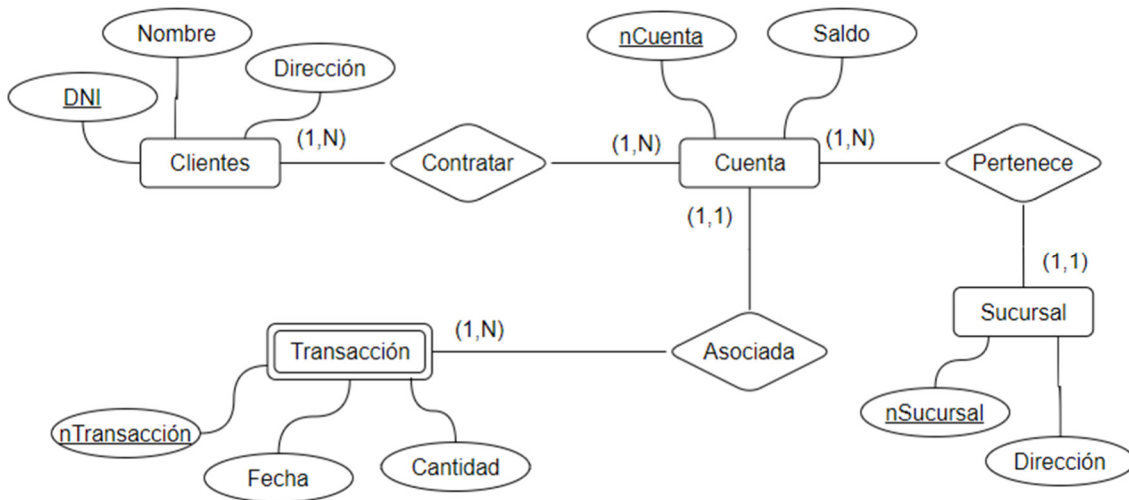 Nombre
nCuenta
Saldo
Dirección
DNI
(1,N)
(1,N)
(1,N)
Clientes
Contratar
Cuenta
Pertenece
(1,1)
(1,1)
Sucursal
(1,N)
Transacción
Asociada
nTransacción
nSucursal
Fecha
Cantidad
Dirección